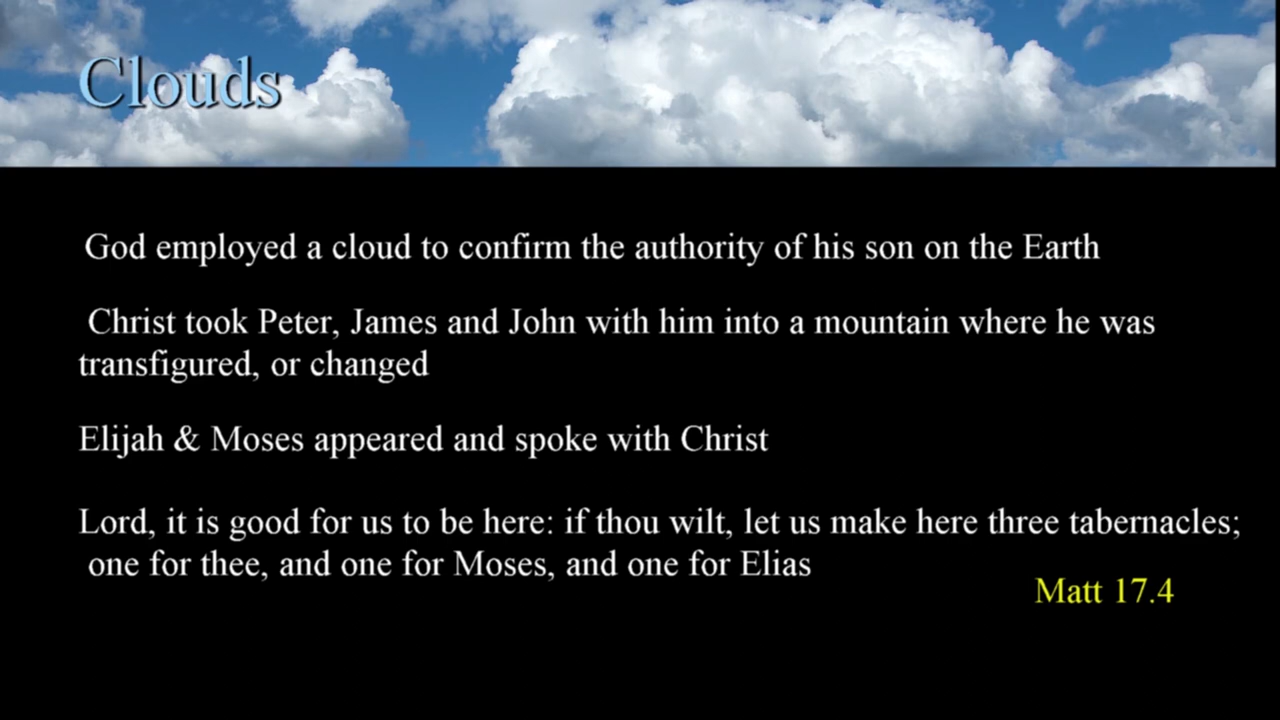 Clouds
God employed a cloud to confirm the authority of his son on the Earth
Christ took Peter, James and John with him into a mountain where he was
transfigured, or changed
Elijah & Moses appeared and spoke with Christ
Lord, it is good for us to be here: if thou wilt, let us make here three tabernacles;
one for thee, and one for Moses, and one for Elias
Matt 17.4